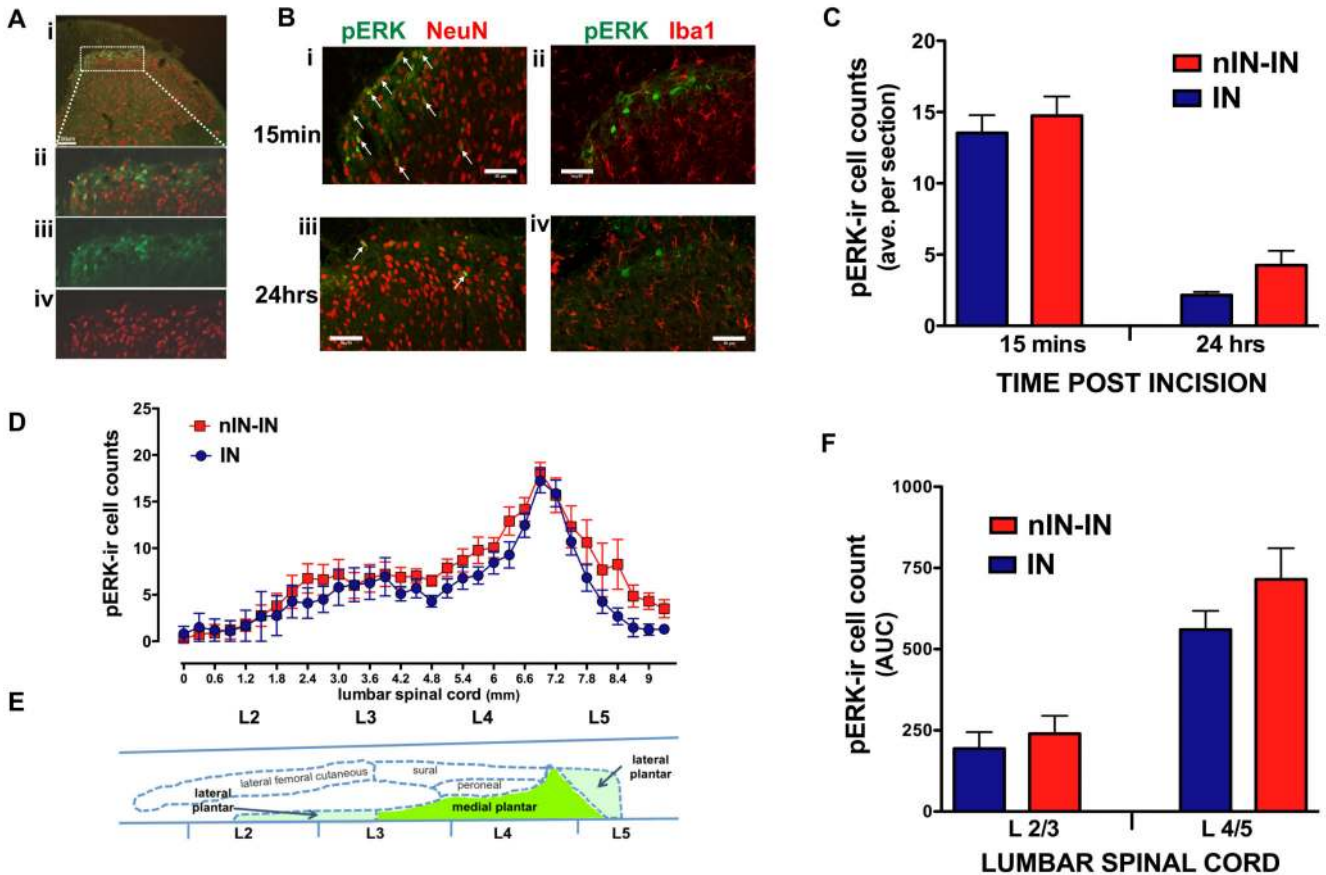 A
i
ii
iii
iv
B
pERK NeuN
pERK Iba1
i
ii
15min
iii
iv
24hrs
C
nIN-IN
IN
pERK-ir cell counts
(ave. per section)
20
15
10
5
0
15 mins
24 hrs
TIME POST INCISION
D
nIN-IN
IN
pERK-ir cell counts
25
20
15
10
5
0
0 0.6 1.2 1.8 2.4 3.0 3.6 4.2 4.8 5.4 6.0 6.6 7.2 7.8 8.4 9
lumbar spinal cord (mm)
E
L2 L3 L4 L5
lateral femoral cutaneous
sural
lateral
plantar
lateral
plantar
peroneal
medial plantar
L2 L3 L4 L5
F
nIN-IN
IN
pERK-ir cell count
(AUC)
1000
750
500
250
0
L 2/3
L 4/5
LUMBAR SPINAL CORD